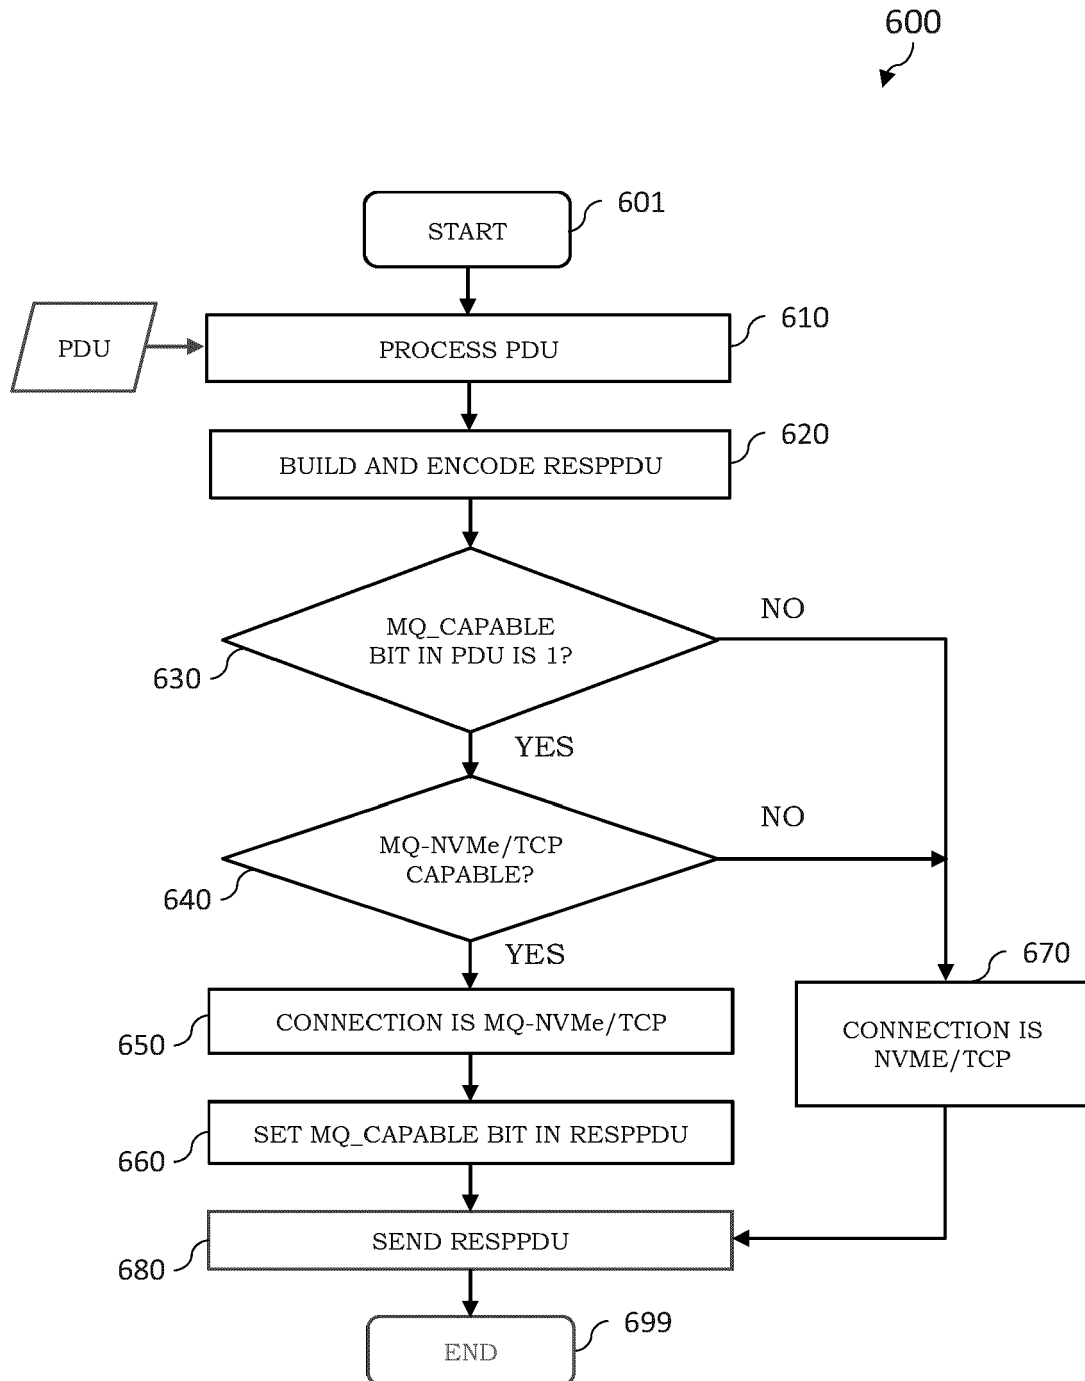 600
START
601
PDU
PROCESS PDU
610
BUILD AND ENCODE RESPPDU
620
MQ_CAPABLE
BIT IN PDU IS 1?
630
NO
YES
MQ-NVMe/TCP
CAPABLE?
640
NO
YES
CONNECTION IS MQ-NVMe/TCP
650
670
CONNECTION IS
NVME/TCP
SET MQ_CAPABLE BIT IN RESPPDU
660
SEND RESPPDU
680
END
699